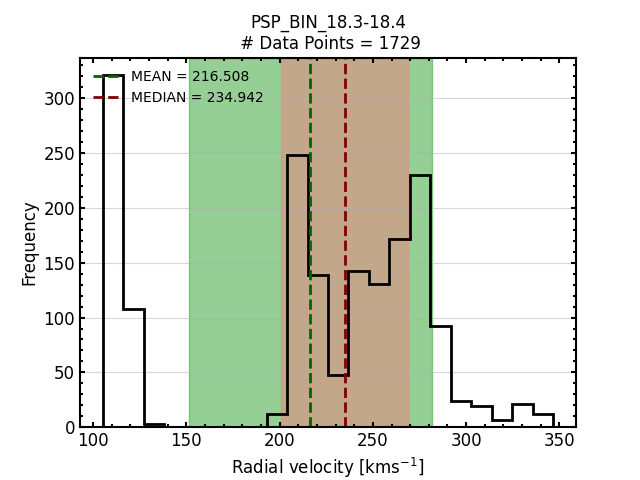 PSP_BIN_18.3-18.4
# Data Points = 1729
MEAN = 216.508
MEDIAN = 234.942
Frequency
300
250
200
150
100
50
0
100 150 200 250 300 350
Radial velocity [kms⁻¹]